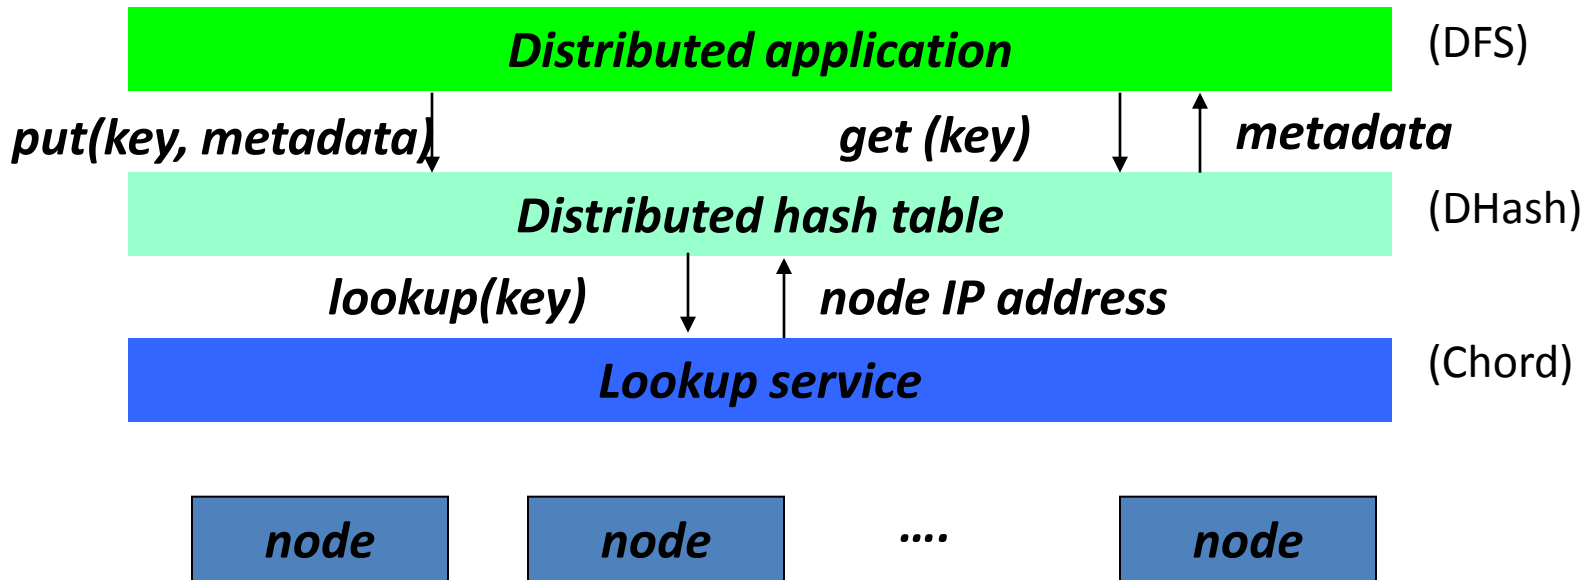 Distributed application
(DFS)
put(key, metadata)
get (key)
metadata
Distributed hash table
(DHash)
lookup(key)
node IP address
Lookup service
(Chord)
node
node
....
node